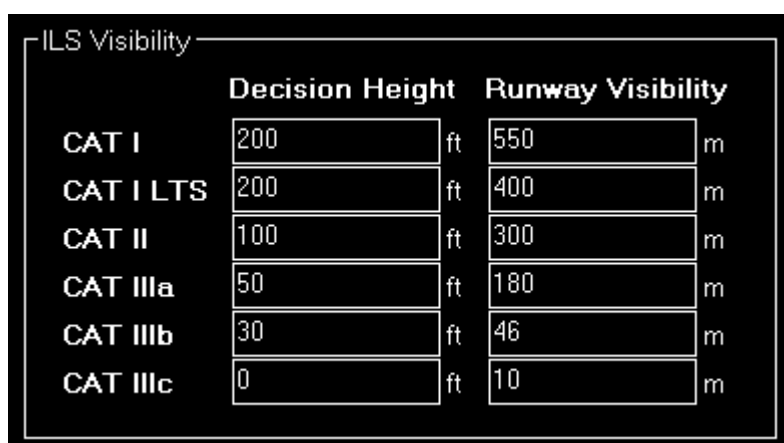 ILS Visibility
Decision Height Runway Visibility
CAT I 200 ft 550 m
CAT I LTS 200 ft 400 m
CAT II 100 ft 300 m
CAT IIIa 50 ft 180 m
CAT IIIb 30 ft 46 m
CAT IIIc 0 ft 10 m